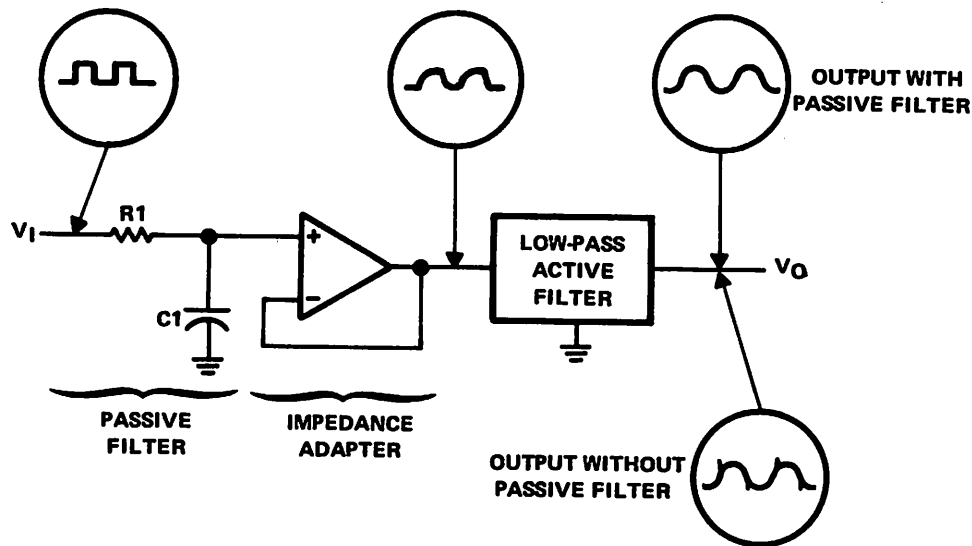 OUTPUT WITH
PASSIVE FILTER
VI
R1
+
−
C1
LOW-PASS
ACTIVE
FILTER
VO
PASSIVE
FILTER
IMPEDANCE
ADAPTER
OUTPUT WITHOUT
PASSIVE FILTER